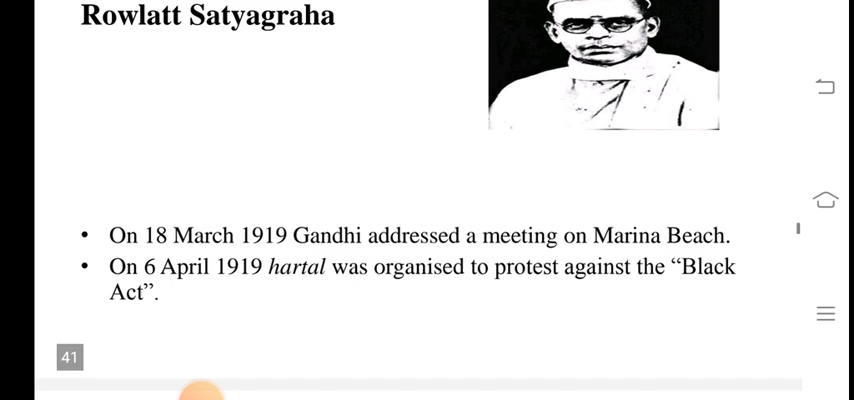 Rowlatt Satyagraha
• On 18 March 1919 Gandhi addressed a meeting on Marina Beach.
• On 6 April 1919 hartal was organised to protest against the “Black
Act”.
41